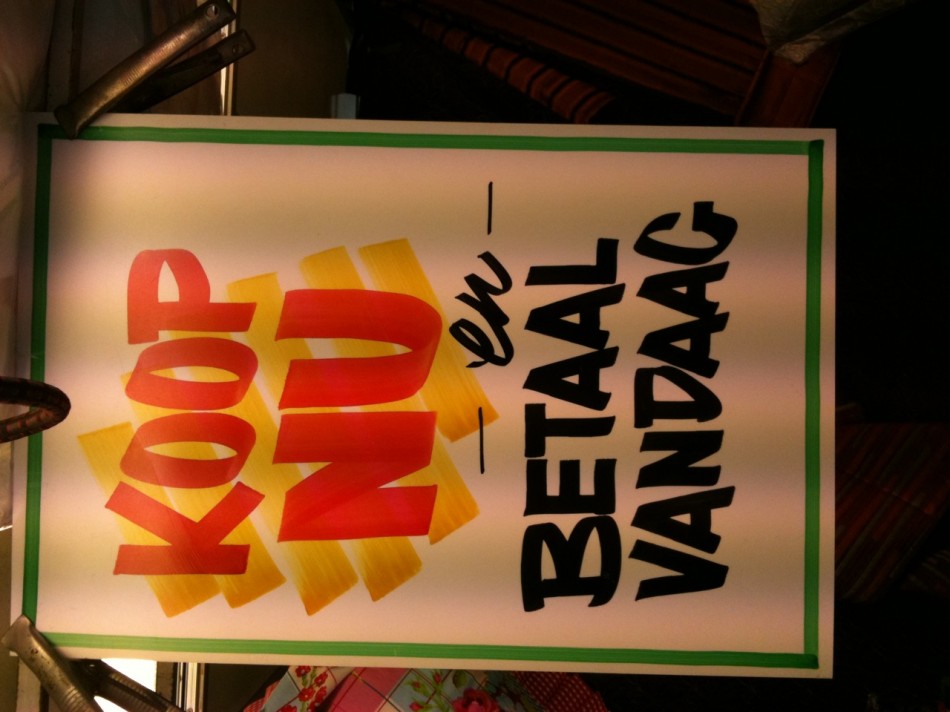 KOOP
NU
– en –
BETAAL
VANDAAG